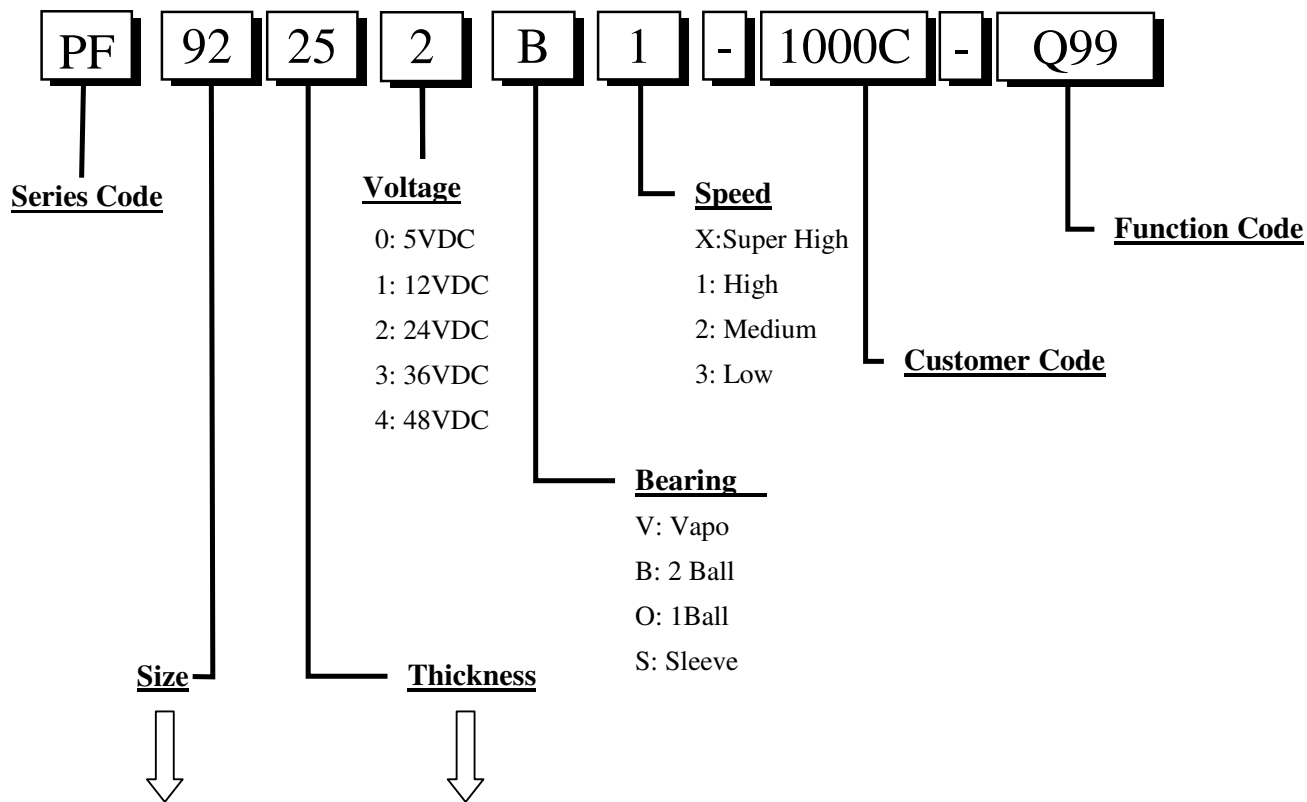 PF 92 25 2 B 1 - 1000C - Q99
Series Code
Voltage
0: 5VDC
1: 12VDC
2: 24VDC
3: 36VDC
4: 48VDC
Speed
X:Super High
1: High
2: Medium
3: Low
Function Code
Customer Code
Bearing
V: Vapo
B: 2 Ball
O: 1Ball
S: Sleeve
Size
Thickness